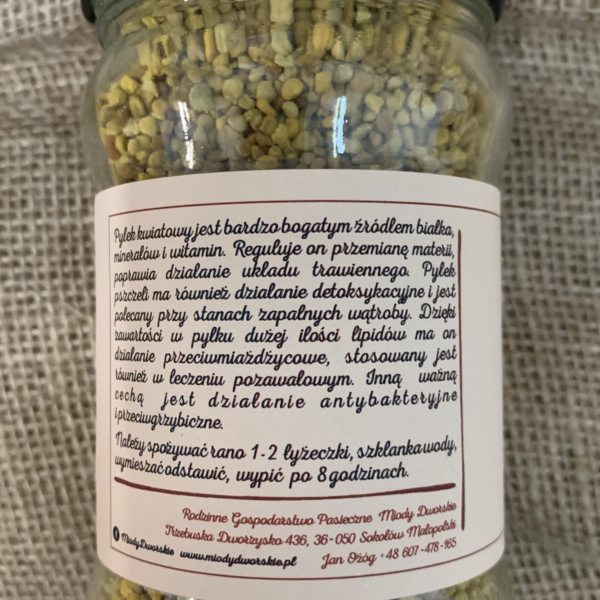 Pyłek kwiatowy jest bardzo bogatym źródłem białka,
minerałów i witamin. Reguluje on przemianę materii,
poprawia działanie układu trawiennego. Pyłek
pszczeli ma również działanie detoksykacyjne i jest
polecany przy stanach zapalnych wątroby. Dzięki
zawartości w pyłku dużej ilości lipidów ma on
działanie przeciwmiażdżycowe, stosowany jest
również w leczeniu pozawałowym. Inną ważną
cechą jest działanie antybakteryjne
i przeciwgrzybiczne.
Należy spożywać rano 1-2 łyżeczki, szklanka wody,
wymieszać odstawić, wypić po 8 godzinach.
Rodzinne Gospodarstwo Pasieczne Miody Dworskie
Trzebuska Dworzysko 436, 36-050 Sokołów Małopolski
MiodyDworskie www.miodydworskie.pl Jan Ożóg +48 607-478-165